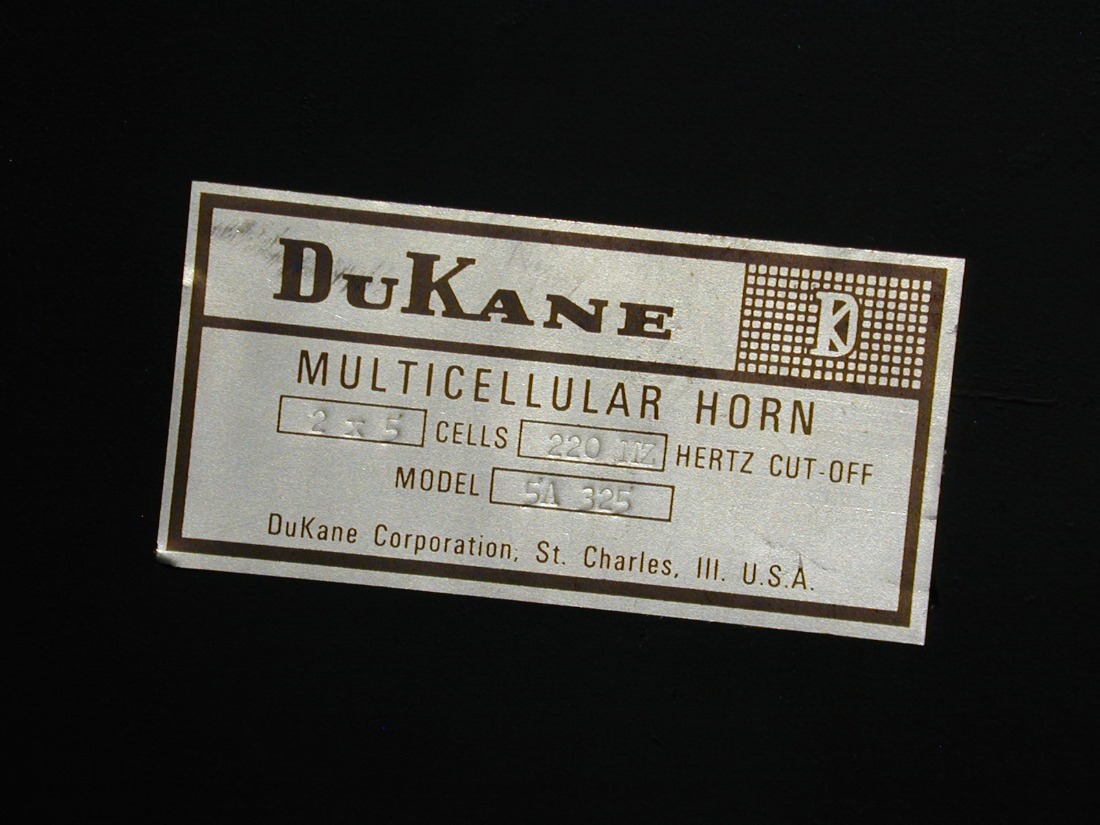 DUKANE
DK
MULTICELLULAR HORN
2 x 5 CELLS 220 HZ HERTZ CUT-OFF
MODEL 5A 325
DuKane Corporation, St. Charles, Ill. U.S.A.